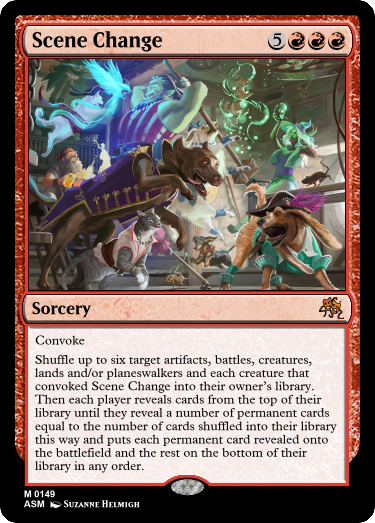 Scene Change 5
Sorcery
Convoke
Shuffle up to six target artifacts, battles, creatures,
lands and/or planeswalkers and each creature that
convoked Scene Change into their owner's library.
Then each player reveals cards from the top of their
library until they reveal a number of permanent cards
equal to the number of cards shuffled into their library
this way and puts each permanent card revealed onto
the battlefield and the rest on the bottom of their
library in any order.
M 0149
ASM Suzanne Helmigh